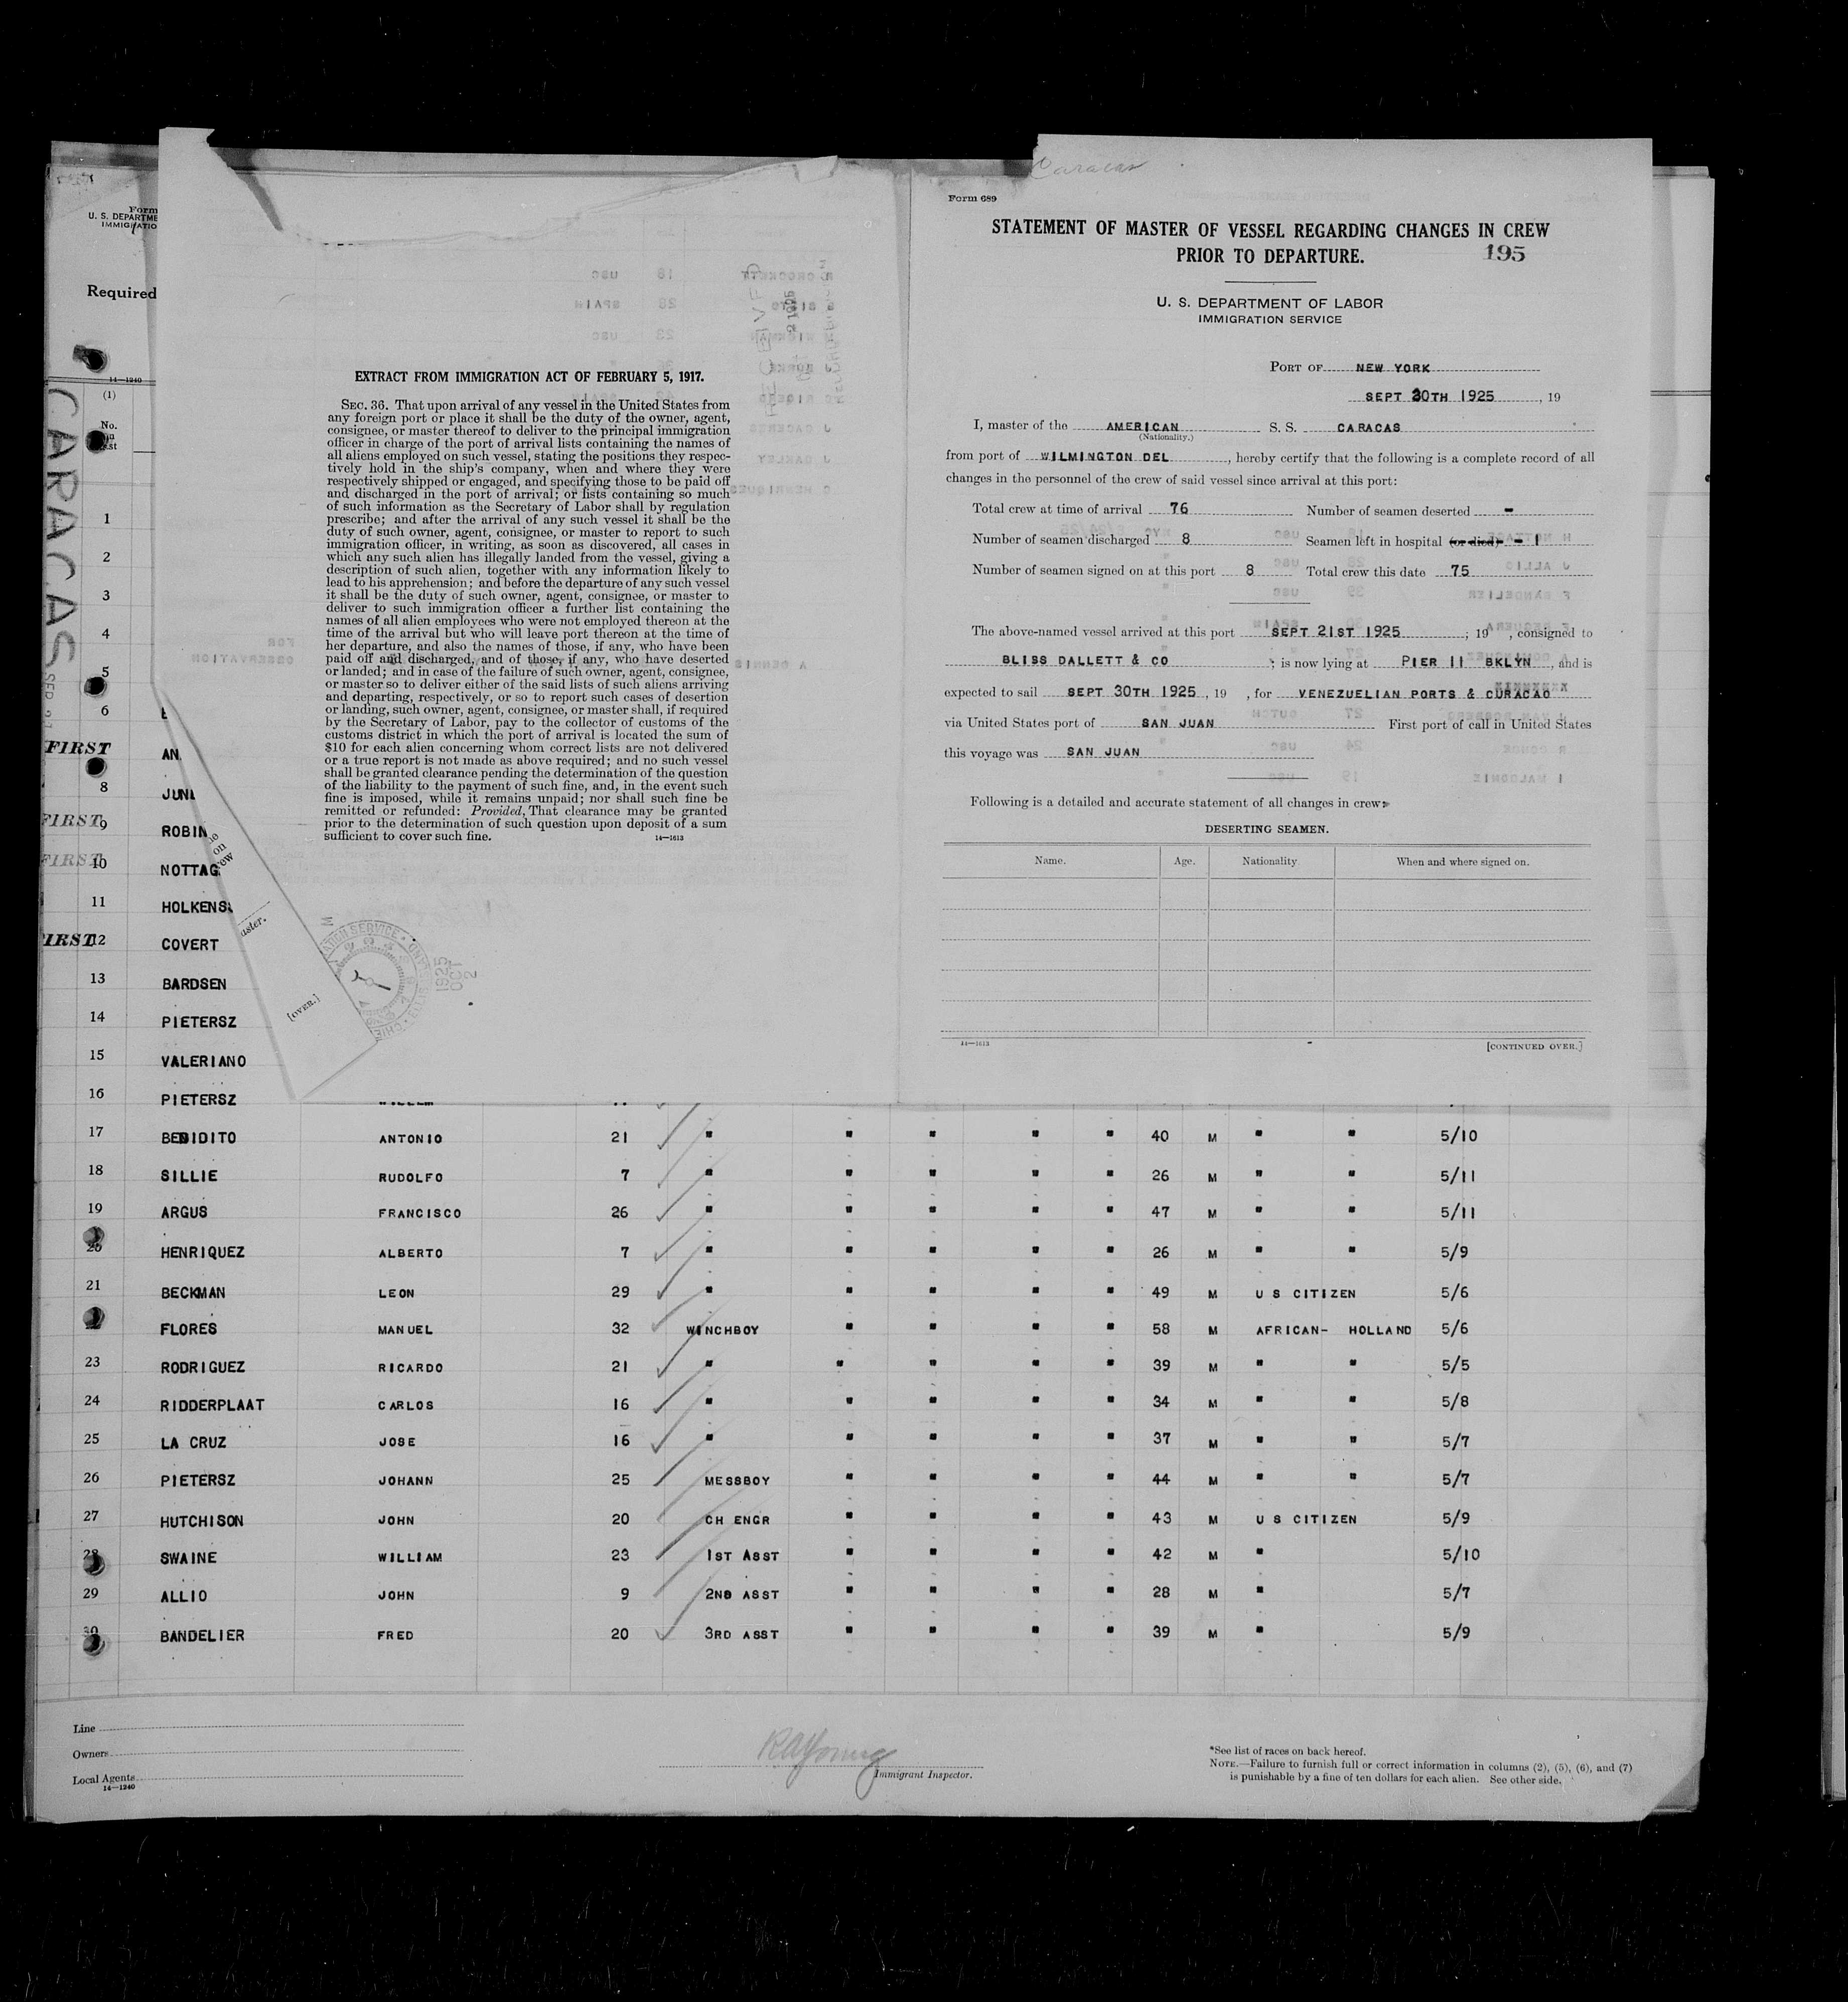 Caracas
Form
U. S. DEPARTME
IMMIGRATIO
Required
14—1240
(1)
No.
CARACAS
EXTRACT FROM IMMIGRATION ACT OF FEBRUARY 5, 1917.
SEC. 36. That upon arrival of any vessel in the United States from
any foreign port or place it shall be the duty of the owner, agent,
consignee, or master thereof to deliver to the principal immigration
officer in charge of the port of arrival lists containing the names of
all aliens employed on such vessel, stating the positions they respec-
tively hold in the ship's company, when and where they were
respectively shipped or engaged, and specifying those to be paid off
and discharged in the port of arrival; or lists containing so much
of such information as the Secretary of Labor shall by regulation
prescribe; and after the arrival of any such vessel it shall be the
duty of such owner, agent, consignee, or master to report to such
immigration officer, in writing, as soon as discovered, all cases in
which any such alien has illegally landed from the vessel, giving a
description of such alien, together with any information likely to
lead to his apprehension; and before the departure of any such vessel
it shall be the duty of such owner, agent, consignee, or master to
deliver to such immigration officer a further list containing the
names of all alien employees who were not employed thereon at the
time of the arrival but who will leave port thereon at the time of
her departure, and also the names of those, if any, who have been
paid off and discharged, and of those, if any, who have deserted
or landed; and in case of the failure of such owner, agent, consignee,
or master so to deliver either of the said lists of such aliens arriving
and departing, respectively, or so to report such cases of desertion
or landing, such owner, agent, consignee, or master shall, if required
by the Secretary of Labor, pay to the collector of customs of the
customs district in which the port of arrival is located the sum of
$10 for each alien concerning whom correct lists are not delivered
or a true report is not made as above required; and no such vessel
shall be granted clearance pending the determination of the question
of the liability to the payment of such fine, and, in the event such
fine is imposed, while it remains unpaid; nor shall such fine be
remitted or refunded: Provided, That clearance may be granted
prior to the determination of such question upon deposit of a sum
sufficient to cover such fine. 14—1613
1925
OCT
2
[OVER.]
Form 689
STATEMENT OF MASTER OF VESSEL REGARDING CHANGES IN CREW
PRIOR TO DEPARTURE.
195
U. S. DEPARTMENT OF LABOR
IMMIGRATION SERVICE
PORT OF NEW YORK
SEPT 30TH 1925, 19
I, master of the AMERICAN S. S. CARACAS
(Nationality.)
from port of WILMINGTON DEL, hereby certify that the following is a complete record of all
changes in the personnel of the crew of said vessel since arrival at this port:
Total crew at time of arrival 76 Number of seamen deserted -
Number of seamen discharged 8 Seamen left in hospital (or died) - 1
Number of seamen signed on at this port 8 Total crew this date 75
The above-named vessel arrived at this port SEPT 21ST 1925; 19 , consigned to
BLISS DALLETT & CO; is now lying at PIER 11 BKLYN, and is
expected to sail SEPT 30TH 1925, 19 , for VENEZUELIAN PORTS & CURACAO
via United States port of SAN JUAN First port of call in United States
this voyage was SAN JUAN
Following is a detailed and accurate statement of all changes in crew:
DESERTING SEAMEN.
Name. Age. Nationality. When and where signed on.
14—1613 [CONTINUED OVER.]
1
2
3
4
5
6
FIRST AN
8 JUNI
FIRST 9 ROBIN
FIRST 10 NOTTAG
11 HOLKENS
FIRST 12 COVERT
13 BARDSEN
14 PIETERSZ
15 VALERIANO
16 PIETERSZ
17 BEDIDITO ANTONIO 21 " " " " " 40 M " " 5/10
18 SILLIE RUDOLFO 7 " " " " " 26 M " " 5/11
19 ARGUS FRANCISCO 26 " " " " " 47 M " " 5/11
20 HENRIQUEZ ALBERTO 7 " " " " " 26 M " " 5/9
21 BECKMAN LEON 29 " " " " " 49 M U S CITIZEN 5/6
FLORES MANUEL 32 WINCHBOY " " " " 58 M AFRICAN- HOLLAND 5/6
23 RODRIGUEZ RICARDO 21 " " " " " 39 M " " 5/5
24 RIDDERPLAAT CARLOS 16 " " " " " 34 M " " 5/8
25 LA CRUZ JOSE 16 " " " " " 37 M " " 5/7
26 PIETERSZ JOHANN 25 MESSBOY " " " " 44 M " " 5/7
27 HUTCHISON JOHN 20 CH ENGR " " " " 43 M U S CITIZEN 5/9
28 SWAINE WILLIAM 23 1ST ASST " " " " 42 M " 5/10
29 ALLIO JOHN 9 2ND ASST " " " " 28 M " 5/7
30 BANDELIER FRED 20 3RD ASST " " " " 39 M " 5/9
Line
Owners
Local Agents
14—1240
RAYoung
Immigrant Inspector.
*See list of races on back hereof.
NOTE.—Failure to furnish full or correct information in columns (2), (5), (6), and (7)
is punishable by a fine of ten dollars for each alien. See other side.